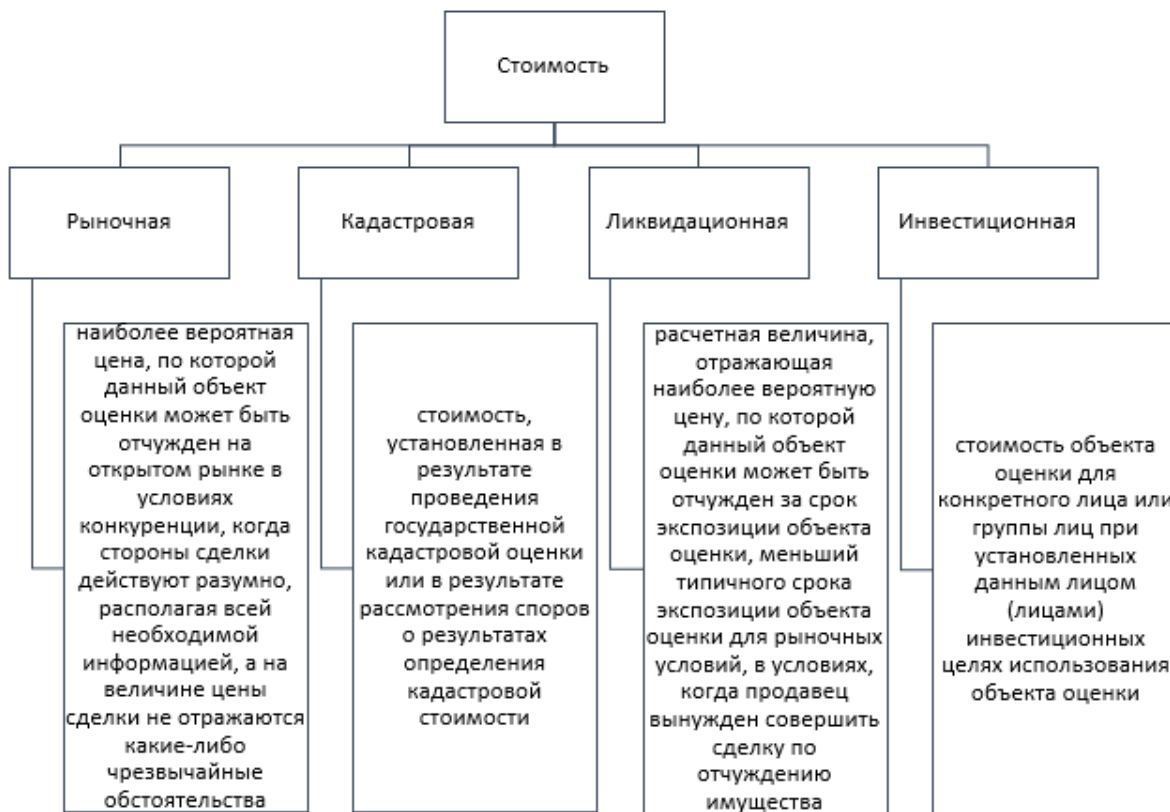 Стоимость
Рыночная
Кадастровая
Ликвидационная
Инвестиционная
наиболее вероятная
цена, по которой
данный объект
оценки может быть
отчужден на
открытом рынке в
условиях
конкуренции, когда
стороны сделки
действуют разумно,
располагая всей
необходимой
информацией, а на
величине цены
сделки не отражаются
какие-либо
чрезвычайные
обстоятельства
стоимость,
установленная в
результате
проведения
государственной
кадастровой оценки
или в результате
рассмотрения споров
о результатах
определения
кадастровой
стоимости
расчетная величина,
отражающая
наиболее вероятную
цену, по которой
данный объект
оценки может быть
отчужден за срок
экспозиции объекта
оценки, меньший
типичного срока
экспозиции объекта
оценки для рыночных
условий, в условиях,
когда продавец
вынужден совершить
сделку по
отчуждению
имущества
стоимость объекта
оценки для
конкретного лица или
группы лиц при
установленных
данным лицом
(лицами)
инвестиционных
целях использования
объекта оценки